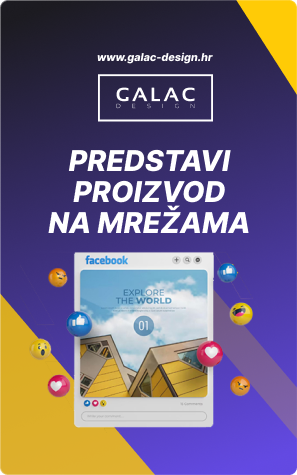 www.galac-design.hr
GALAC
DESIGN
PREDSTAVI
PROIZVOD
NA MREŽAMA
facebook
EXPLORE
THE WORLD
01